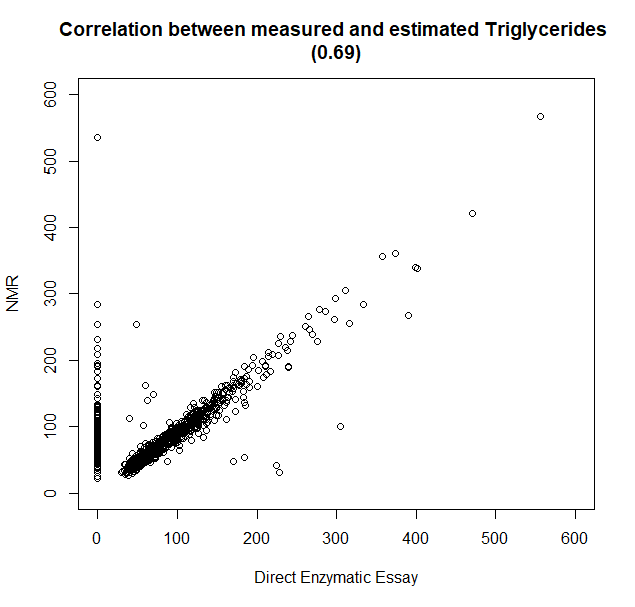 Correlation between measured and estimated Triglycerides
(0.69)
600
500
400
300
200
100
0
NMR
0 100 200 300 400 500 600
Direct Enzymatic Essay